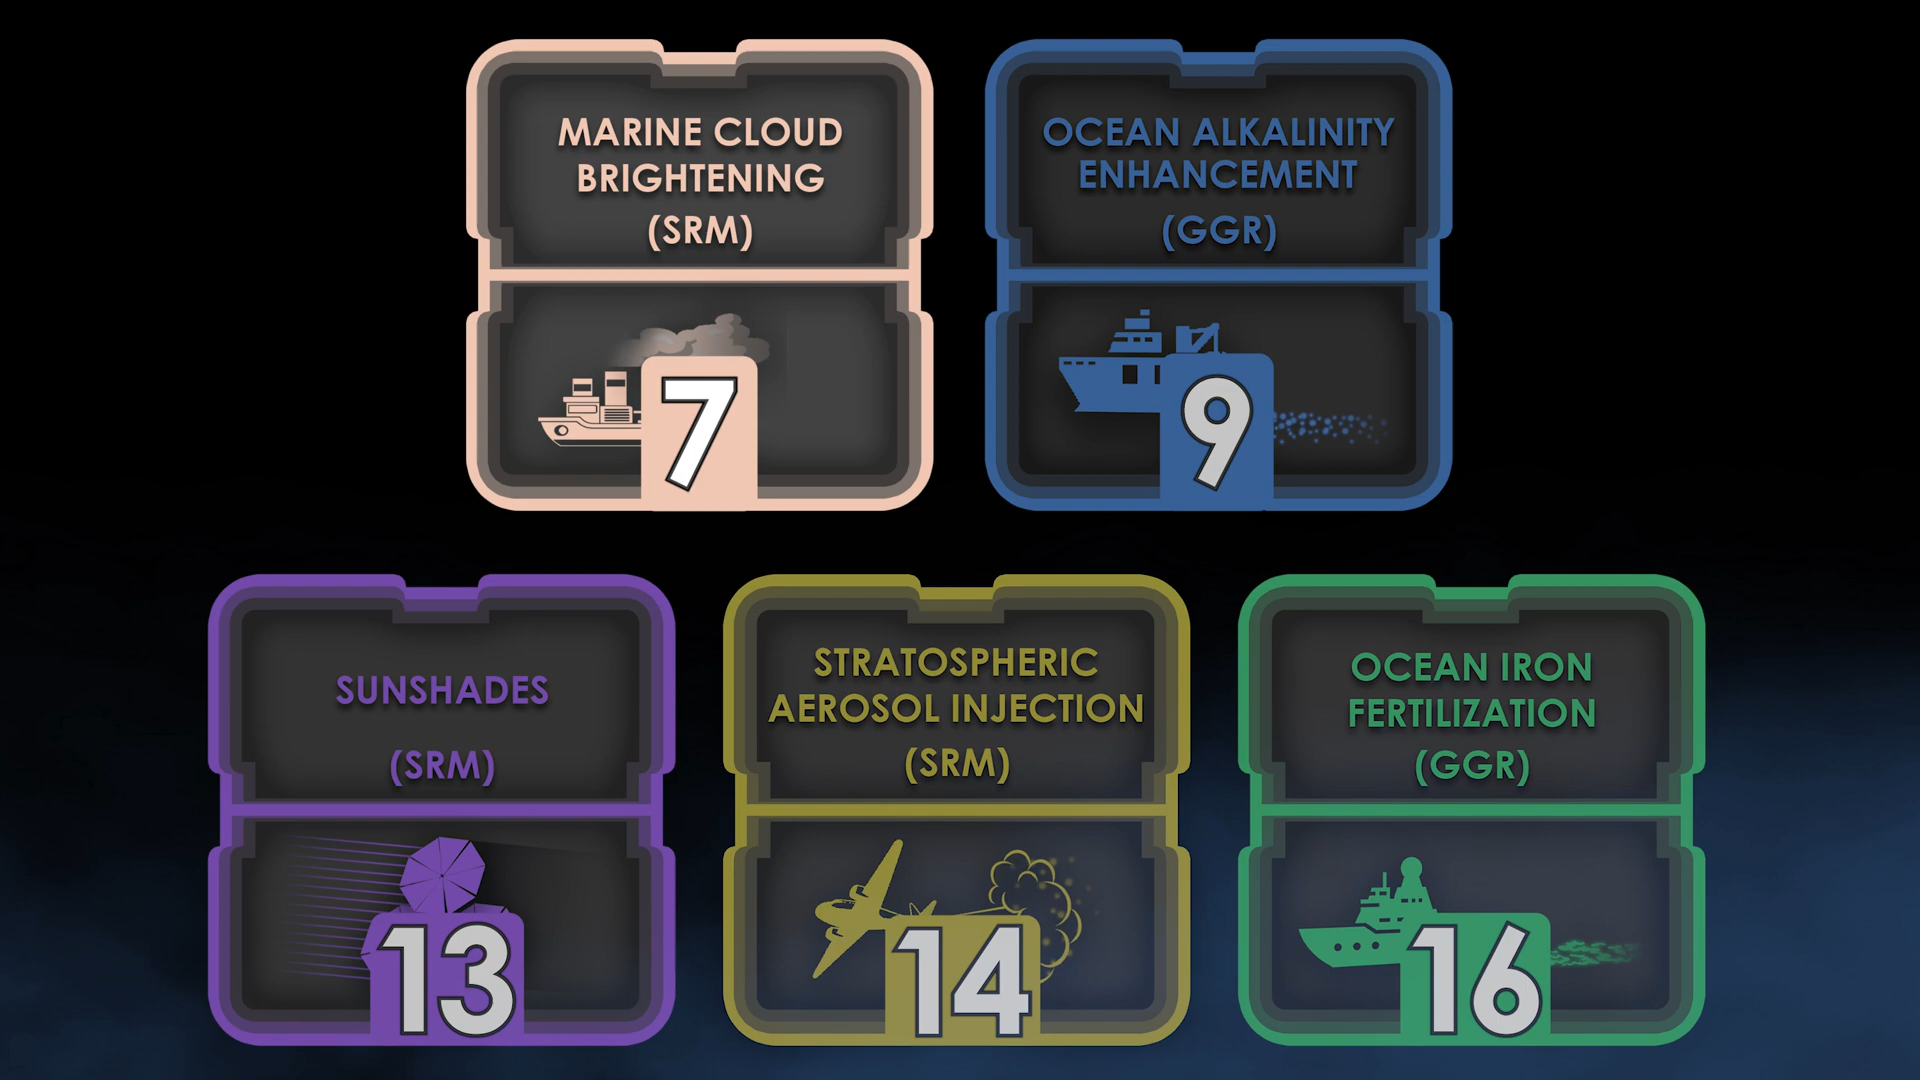 MARINE CLOUD
BRIGHTENING
(SRM)
7
OCEAN ALKALINITY
ENHANCEMENT
(GGR)
9
SUNSHADES
(SRM)
13
STRATOSPHERIC
AEROSOL INJECTION
(SRM)
14
OCEAN IRON
FERTILIZATION
(GGR)
16